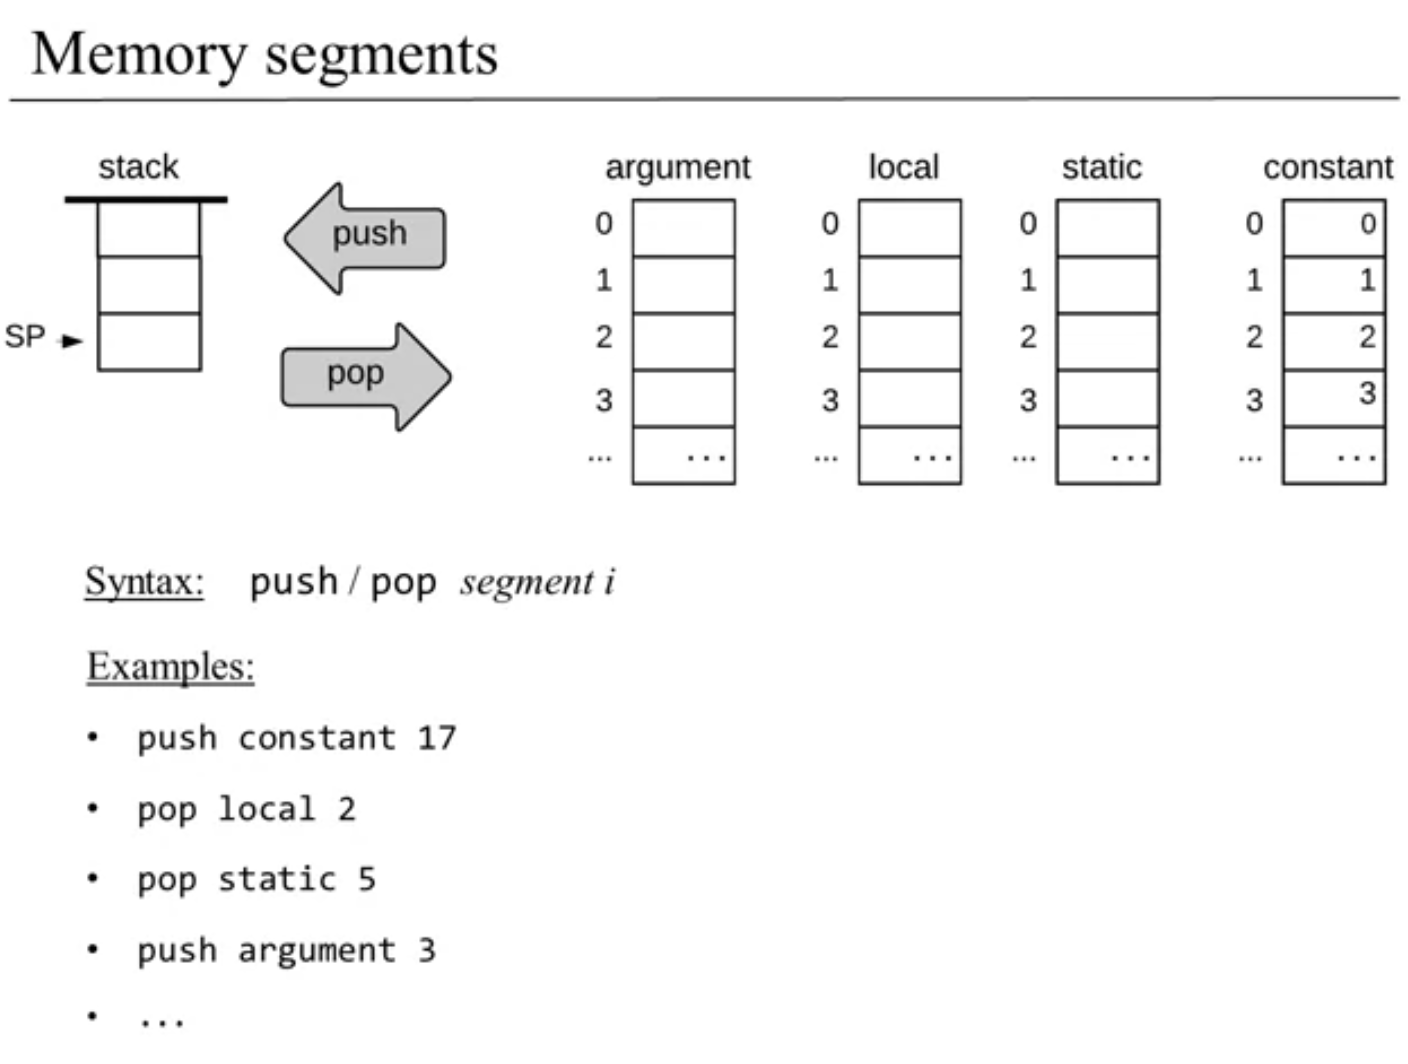 Memory segments
stack
push
pop
SP
argument
0
1
2
3
...
...
local
0
1
2
3
...
...
static
0
1
2
3
...
...
constant
0 0
1 1
2 2
3 3
... ...
Syntax: push / pop segment i
Examples:
• push constant 17
• pop local 2
• pop static 5
• push argument 3
• ...